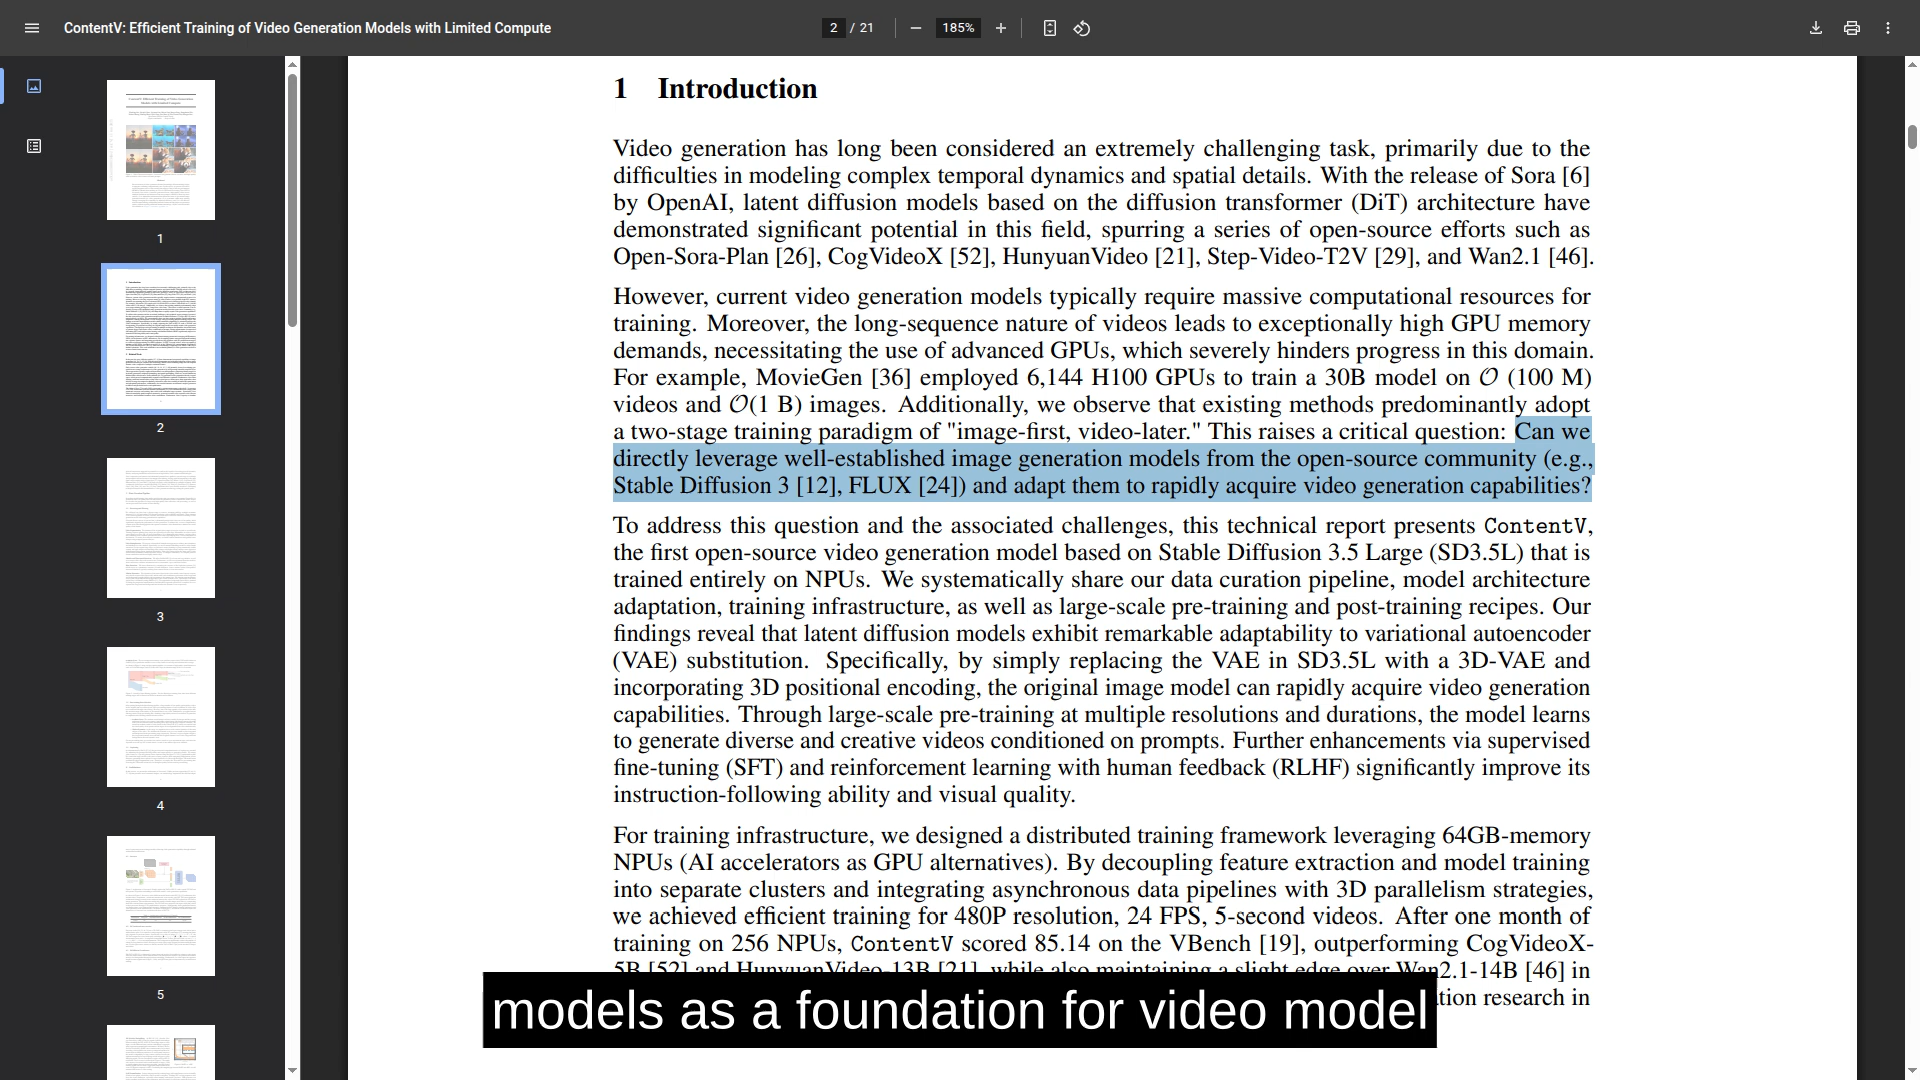 ContentV: Efficient Training of Video Generation Models with Limited Compute
2 / 21
185%
1
2
3
4
5
1 Introduction
Video generation has long been considered an extremely challenging task, primarily due to the
difficulties in modeling complex temporal dynamics and spatial details. With the release of Sora [6]
by OpenAI, latent diffusion models based on the diffusion transformer (DiT) architecture have
demonstrated significant potential in this field, spurring a series of open-source efforts such as
Open-Sora-Plan [26], CogVideoX [52], HunyuanVideo [21], Step-Video-T2V [29], and Wan2.1 [46].
However, current video generation models typically require massive computational resources for
training. Moreover, the long-sequence nature of videos leads to exceptionally high GPU memory
demands, necessitating the use of advanced GPUs, which severely hinders progress in this domain.
For example, MovieGen [36] employed 6,144 H100 GPUs to train a 30B model on 𝒪 (100 M)
videos and 𝒪(1 B) images. Additionally, we observe that existing methods predominantly adopt
a two-stage training paradigm of "image-first, video-later." This raises a critical question: Can we
directly leverage well-established image generation models from the open-source community (e.g.,
Stable Diffusion 3 [12], FLUX [24]) and adapt them to rapidly acquire video generation capabilities?
To address this question and the associated challenges, this technical report presents ContentV,
the first open-source video generation model based on Stable Diffusion 3.5 Large (SD3.5L) that is
trained entirely on NPUs. We systematically share our data curation pipeline, model architecture
adaptation, training infrastructure, as well as large-scale pre-training and post-training recipes. Our
findings reveal that latent diffusion models exhibit remarkable adaptability to variational autoencoder
(VAE) substitution. Specifically, by simply replacing the VAE in SD3.5L with a 3D-VAE and
incorporating 3D positional encoding, the original image model can rapidly acquire video generation
capabilities. Through large-scale pre-training at multiple resolutions and durations, the model learns
to generate diverse and creative videos conditioned on prompts. Further enhancements via supervised
fine-tuning (SFT) and reinforcement learning with human feedback (RLHF) significantly improve its
instruction-following ability and visual quality.
For training infrastructure, we designed a distributed training framework leveraging 64GB-memory
NPUs (AI accelerators as GPU alternatives). By decoupling feature extraction and model training
into separate clusters and integrating asynchronous data pipelines with 3D parallelism strategies,
we achieved efficient training for 480P resolution, 24 FPS, 5-second videos. After one month of
training on 256 NPUs, ContentV scored 85.14 on the VBench [19], outperforming CogVideoX-
5B [52] and HunyuanVideo-13B [21], while also maintaining a slight edge over Wan2.1-14B [46] in
research in
models as a foundation for video model